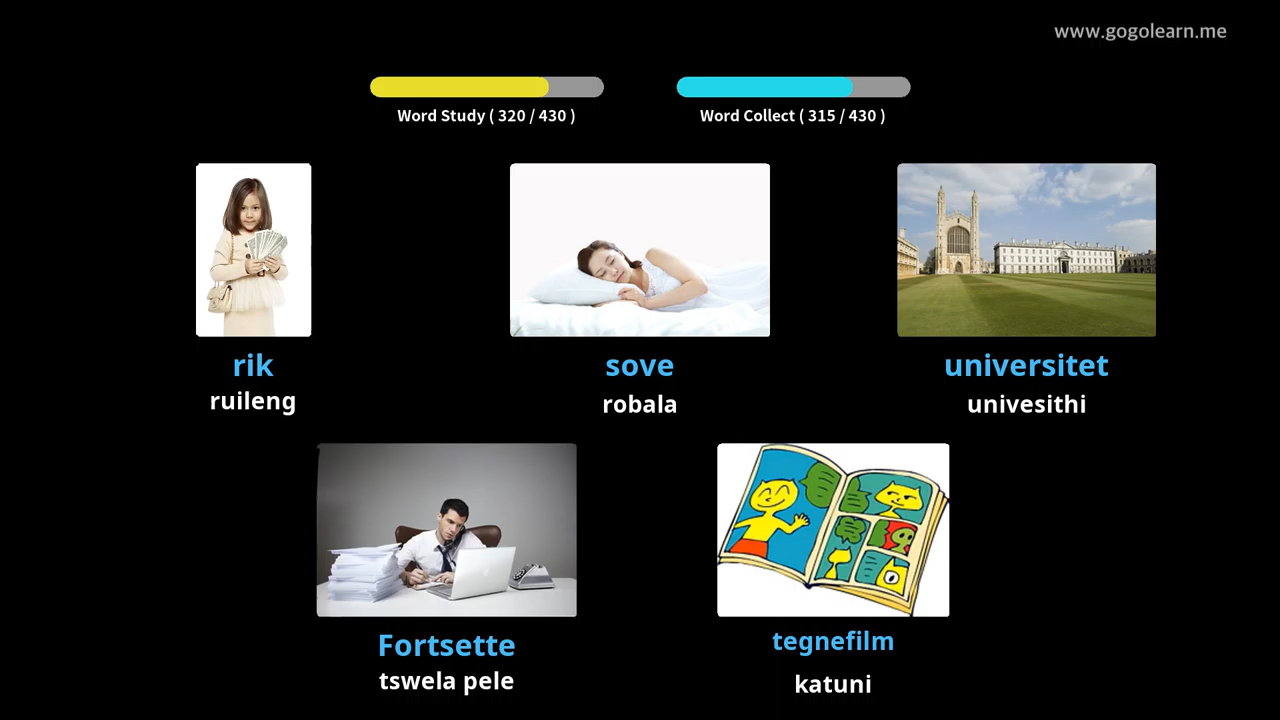 www.gogolearn.me
Word Study ( 320 / 430 )
Word Collect ( 315 / 430 )
rik
ruileng
sove
robala
universitet
univesithi
Fortsette
tswela pele
tegnefilm
katuni